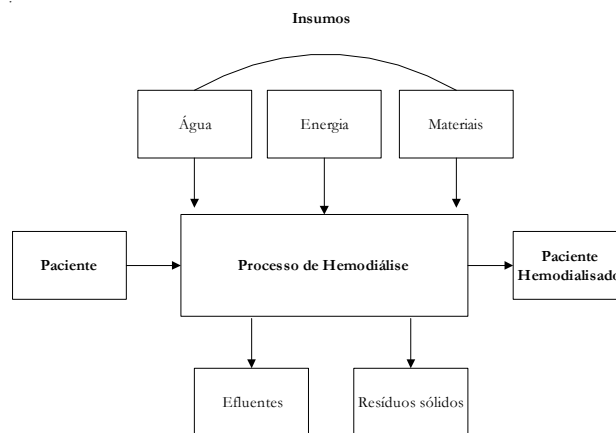 Insumos
Água
Energia
Materiais
Paciente
Processo de Hemodiálise
Paciente
Hemodialisado
Efluentes
Resíduos sólidos